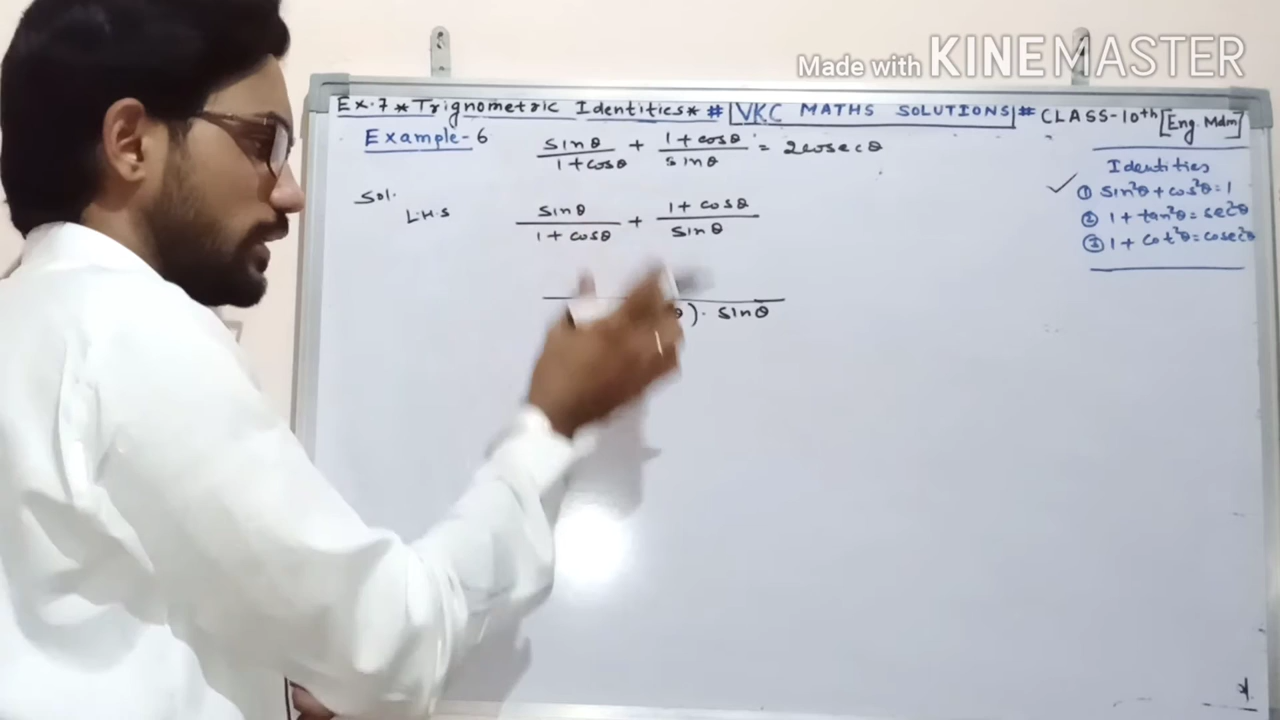 Made with KINEMASTER
Ex.7 * Trignometric Identities * # VKC MATHS SOLUTIONS # CLASS-10th [Eng. Mdm]
Example-6
sinθ/1+cosθ + 1+cosθ/sinθ = 2cosecθ
Sol.
L.H.S
sinθ/1+cosθ + 1+cosθ/sinθ
θ) · sinθ
Identities
✓ ① sin²θ + cos²θ = 1
② 1 + tan²θ = sec²θ
③ 1 + cot²θ = cosec²θ